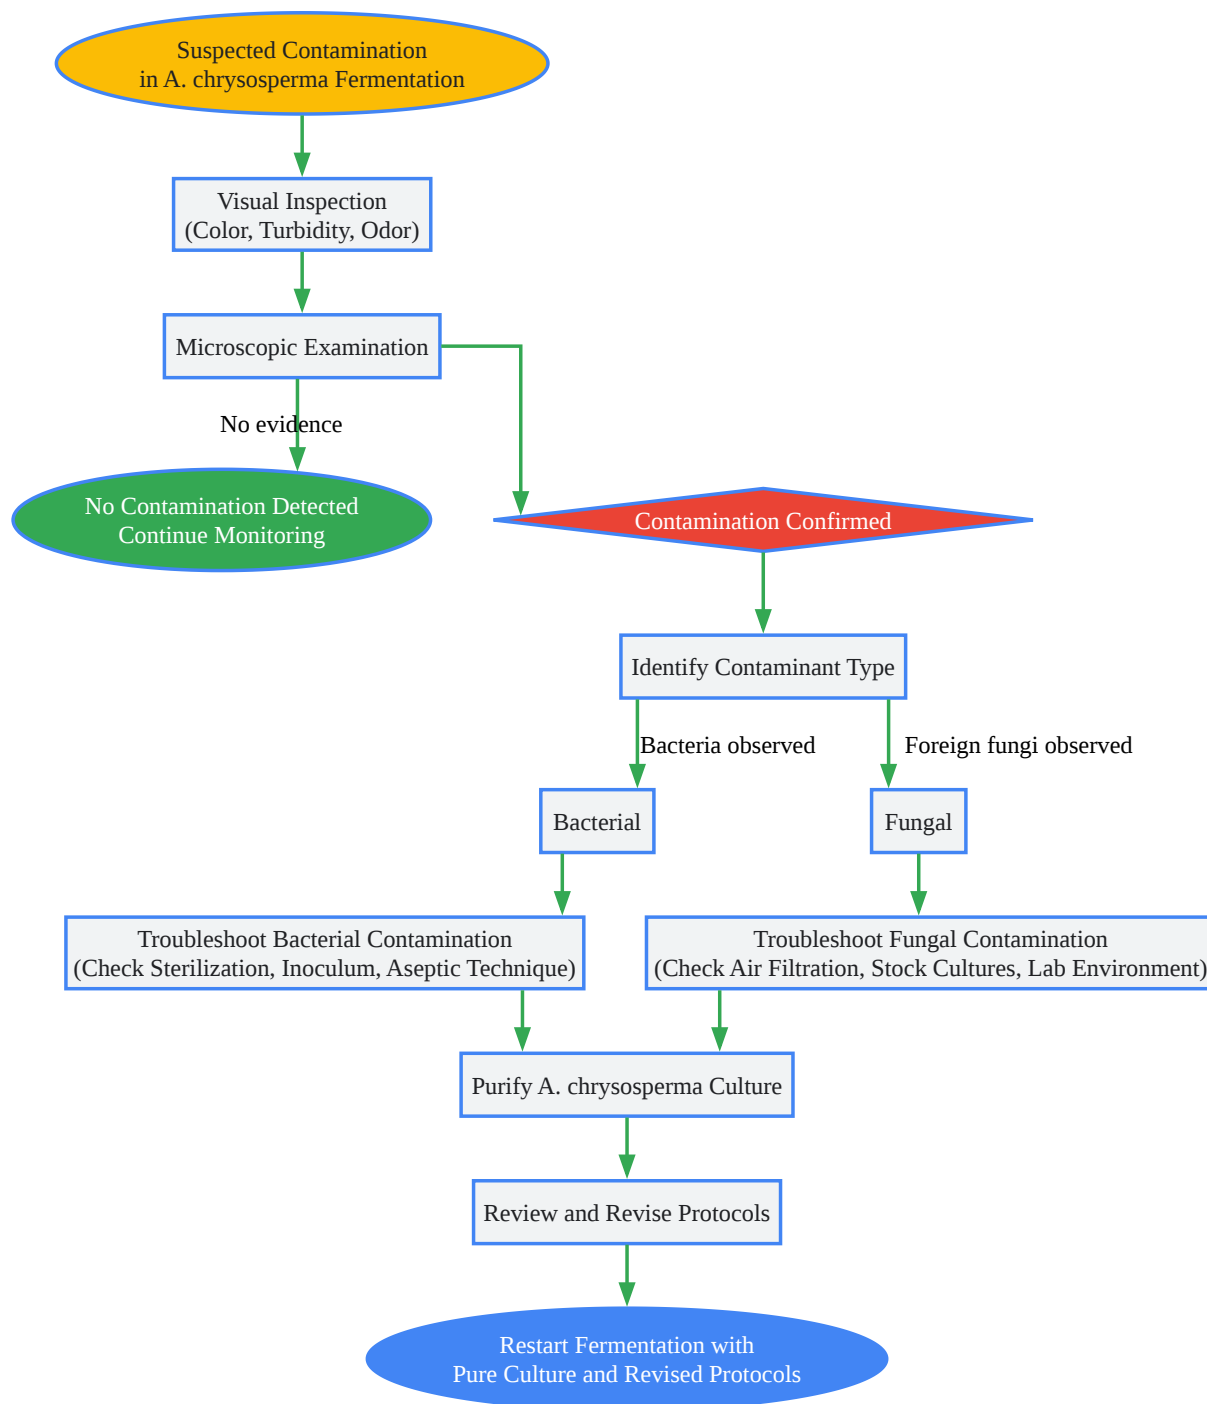 Suspected Contamination
in A. chrysosperma Fermentation
Visual Inspection
(Color, Turbidity, Odor)
Microscopic Examination
No evidence
No Contamination Detected
Continue Monitoring
Contamination Confirmed
Identify Contaminant Type
Bacteria observed
Foreign fungi observed
Bacterial
Fungal
Troubleshoot Bacterial Contamination
(Check Sterilization, Inoculum, Aseptic Technique)
Troubleshoot Fungal Contamination
(Check Air Filtration, Stock Cultures, Lab Environment)
Purify A. chrysosperma Culture
Review and Revise Protocols
Restart Fermentation with
Pure Culture and Revised Protocols